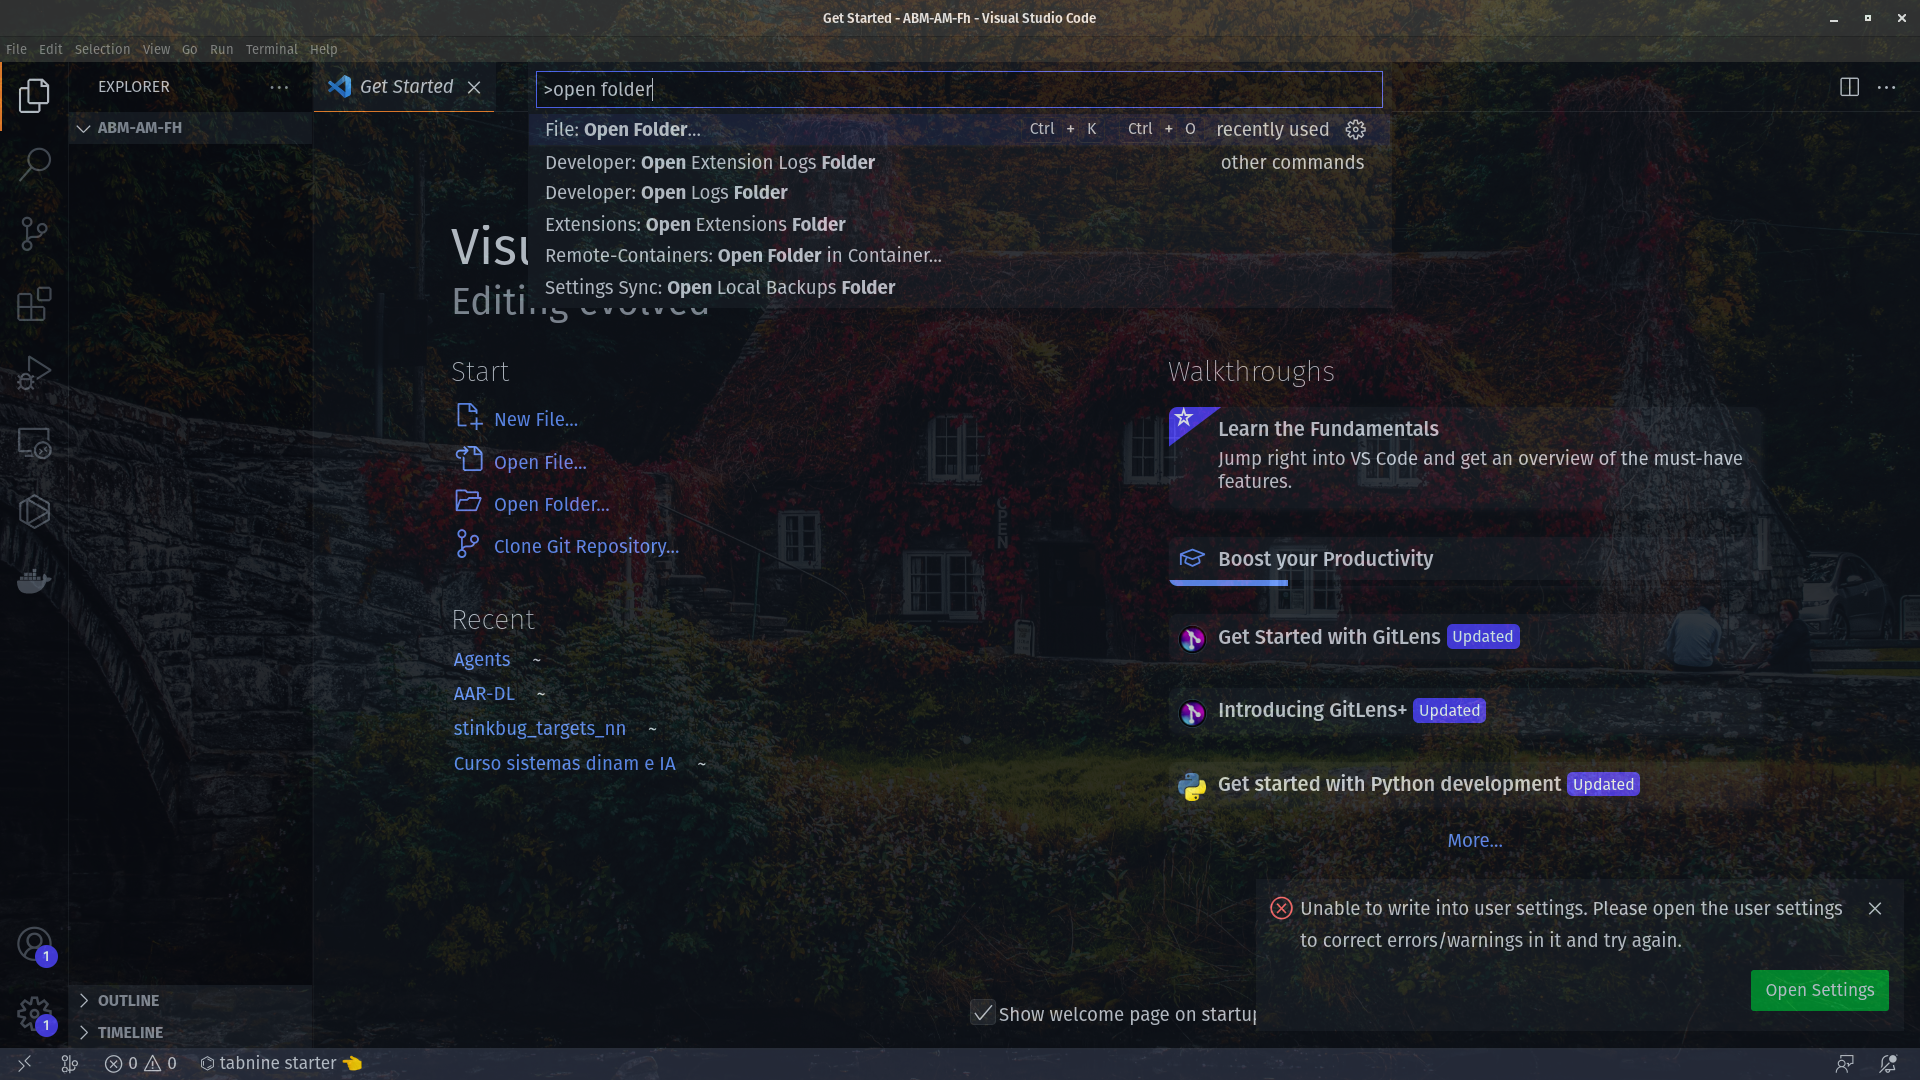 Get Started - ABM-AM-Fh - Visual Studio Code
File Edit Selection View Go Run Terminal Help
EXPLORER
Get Started
>open folder
ABM-AM-FH
File: Open Folder... Ctrl + K Ctrl + O recently used
Developer: Open Extension Logs Folder other commands
Developer: Open Logs Folder
Extensions: Open Extensions Folder
Remote-Containers: Open Folder in Container...
Settings Sync: Open Local Backups Folder
Visu
Editing evolved
Start
New File...
Open File...
Open Folder...
Clone Git Repository...
Recent
Agents ~
AAR-DL ~
stinkbug_targets_nn ~
Curso sistemas dinam e IA ~
Walkthroughs
Learn the Fundamentals
Jump right into VS Code and get an overview of the must-have
features.
Boost your Productivity
Get Started with GitLens Updated
Introducing GitLens+ Updated
Get started with Python development Updated
More...
Unable to write into user settings. Please open the user settings
to correct errors/warnings in it and try again.
Open Settings
Show welcome page on startup
1
1
OUTLINE
TIMELINE
0 0 tabnine starter 👈